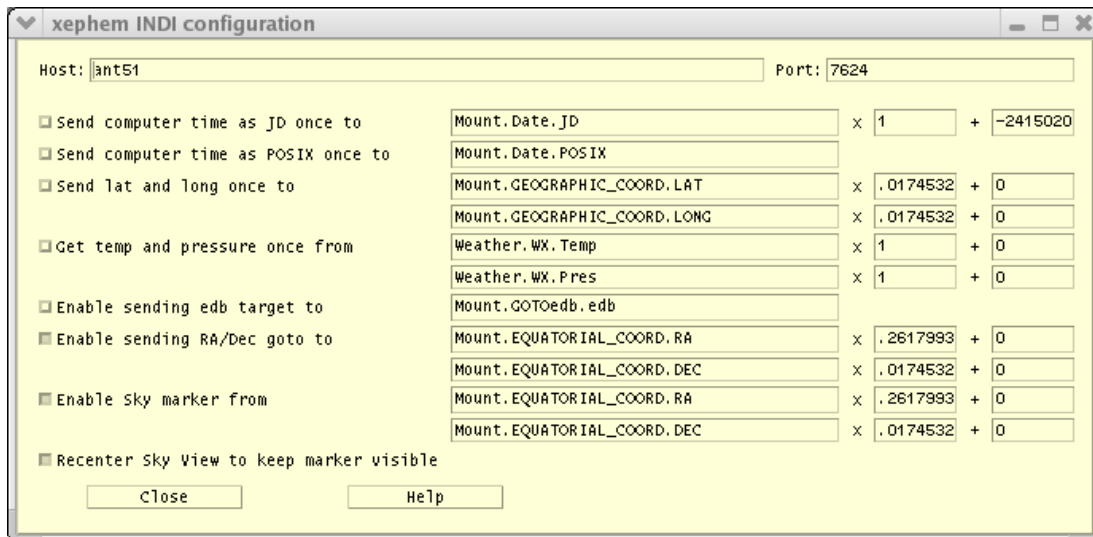 xephem INDI configuration
Host: ant51 Port: 7624
Send computer time as JD once to Mount.Date.JD x 1 + -2415020
Send computer time as POSIX once to Mount.Date.POSIX
Send lat and long once to Mount.GEOGRAPHIC_COORD.LAT x .0174532 + 0
Mount.GEOGRAPHIC_COORD.LONG x .0174532 + 0
Get temp and pressure once from Weather.WX.Temp x 1 + 0
Weather.WX.Pres x 1 + 0
Enable sending edb target to Mount.GOTOedb.edb
Enable sending RA/Dec goto to Mount.EQUATORIAL_COORD.RA x .2617993 + 0
Mount.EQUATORIAL_COORD.DEC x .0174532 + 0
Enable Sky marker from Mount.EQUATORIAL_COORD.RA x .2617993 + 0
Mount.EQUATORIAL_COORD.DEC x .0174532 + 0
Recenter Sky View to keep marker visible
Close Help